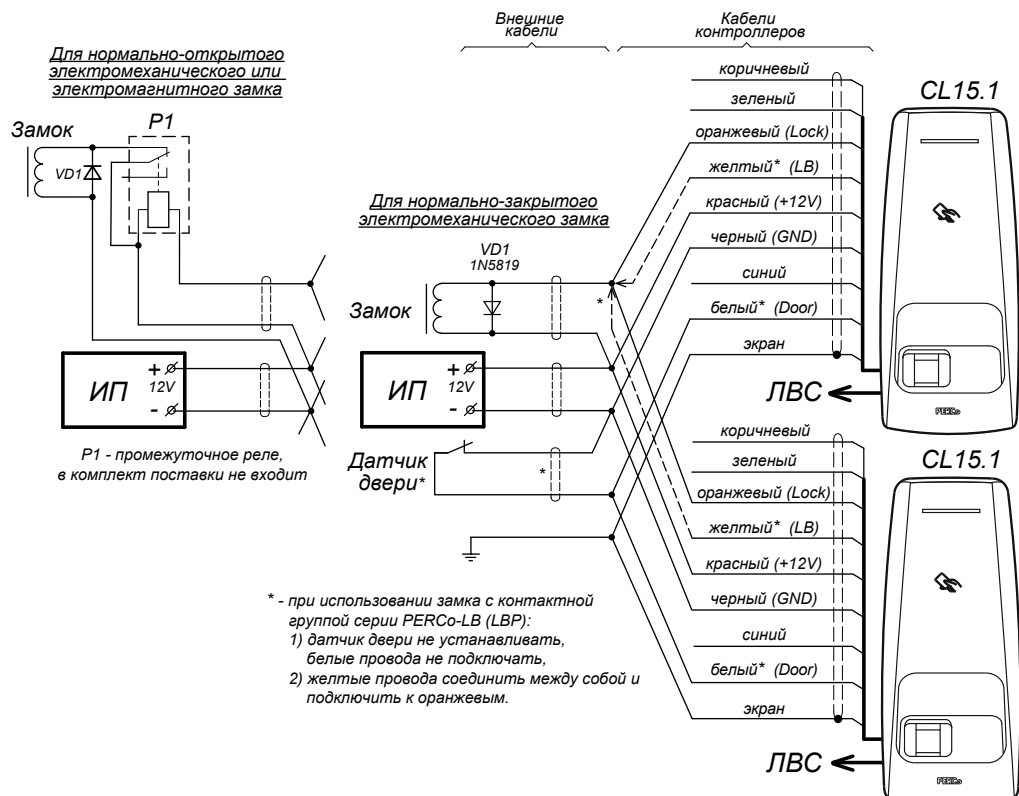 Внешние
кабели
Кабели
контроллеров
Для нормально-открытого
электромеханического или
электромагнитного замка
Замок
P1
VD1
ИП
+
12V
-
P1 - промежуточное реле,
в комплект поставки не входит
Для нормально-закрытого
электромеханического замка
VD1
1N5819
Замок
*
ИП
+
12V
-
Датчик
двери*
*
* - при использовании замка с контактной
группой серии PERCo-LB (LBP):
1) датчик двери не устанавливать,
белые провода не подключать,
2) желтые провода соединить между собой и
подключить к оранжевым.
коричневый
зеленый
оранжевый (Lock)
желтый* (LB)
красный (+12V)
черный (GND)
синий
белый* (Door)
экран
CL15.1
ЛВС
PERCo
коричневый
зеленый
оранжевый (Lock)
желтый* (LB)
красный (+12V)
черный (GND)
синий
белый* (Door)
экран
CL15.1
ЛВС
PERCo